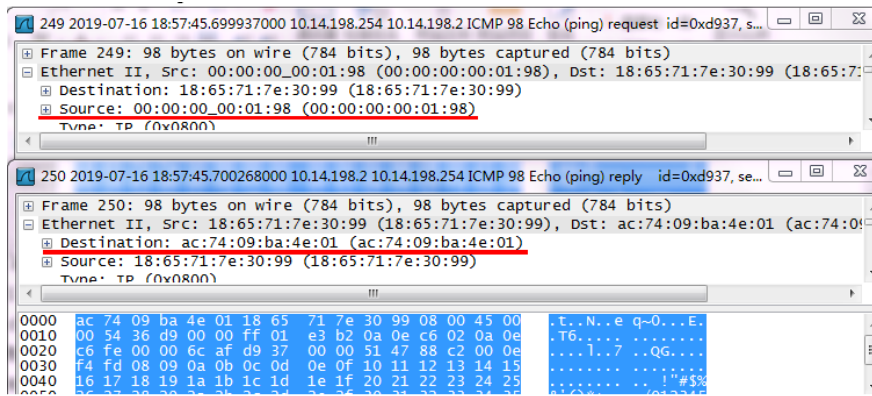 249 2019-07-16 18:57:45.699937000 10.14.198.254 10.14.198.2 ICMP 98 Echo (ping) request id=0xd937, s...
Frame 249: 98 bytes on wire (784 bits), 98 bytes captured (784 bits)
Ethernet II, Src: 00:00:00_00:01:98 (00:00:00:00:01:98), Dst: 18:65:71:7e:30:99 (18:65:71
Destination: 18:65:71:7e:30:99 (18:65:71:7e:30:99)
Source: 00:00:00_00:01:98 (00:00:00:00:01:98)
Type: IP (0x0800)
250 2019-07-16 18:57:45.700268000 10.14.198.2 10.14.198.254 ICMP 98 Echo (ping) reply id=0xd937, se...
Frame 250: 98 bytes on wire (784 bits), 98 bytes captured (784 bits)
Ethernet II, Src: 18:65:71:7e:30:99 (18:65:71:7e:30:99), Dst: ac:74:09:ba:4e:01 (ac:74:09
Destination: ac:74:09:ba:4e:01 (ac:74:09:ba:4e:01)
Source: 18:65:71:7e:30:99 (18:65:71:7e:30:99)
Type: IP (0x0800)
0000 ac 74 09 ba 4e 01 18 65 71 7e 30 99 08 00 45 00 .t..N..e q~0...E.
0010 00 54 36 d9 00 00 ff 01 e3 b2 0a 0e c6 02 0a 0e .T6..... ........
0020 c6 fe 00 00 6c af d9 37 00 00 51 47 88 c2 00 0e ....l..7 ..QG....
0030 f4 fd 08 09 0a 0b 0c 0d 0e 0f 10 11 12 13 14 15 ........ ........
0040 16 17 18 19 1a 1b 1c 1d 1e 1f 20 21 22 23 24 25 ........ .. !"#$%